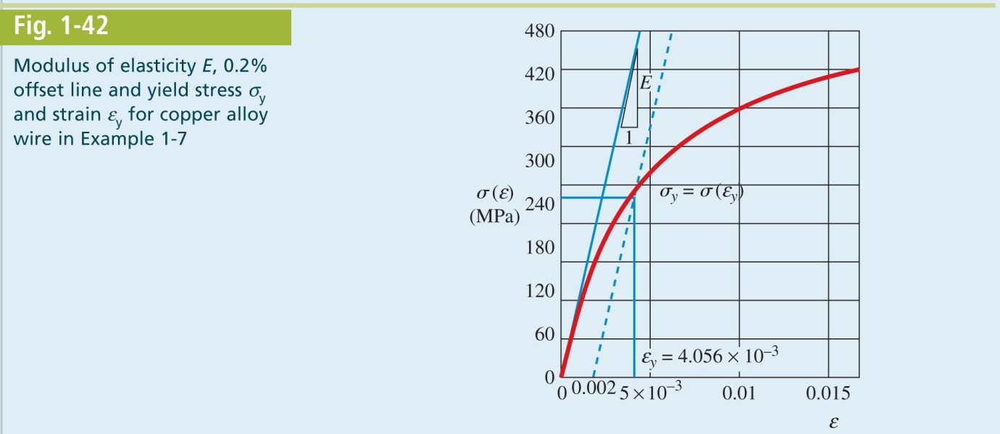 Fig. 1-42
Modulus of elasticity E, 0.2%
offset line and yield stress σy
and strain εy for copper alloy
wire in Example 1-7
480
420
360
300
240
180
120
60
0
σ(ε)
(MPa)
E
1
σy = σ(εy)
εy = 4.056 × 10⁻³
0 0.002 5×10⁻³ 0.01 0.015
ε